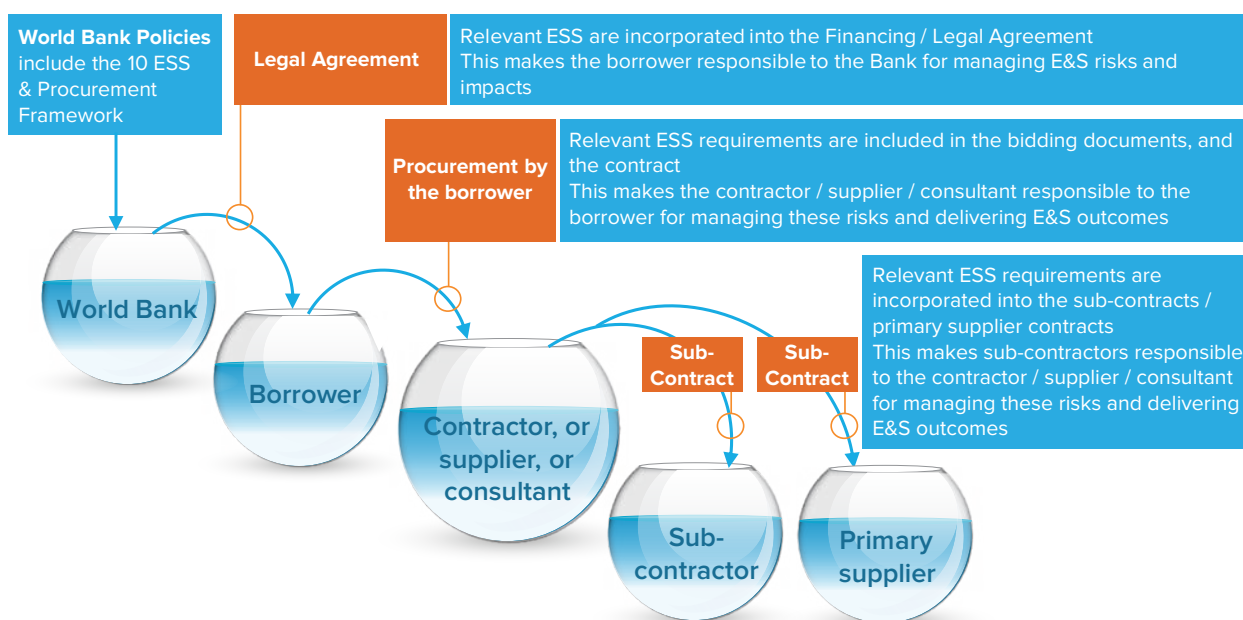 World Bank Policies
include the 10 ESS
& Procurement
Framework
Legal Agreement
Relevant ESS are incorporated into the Financing / Legal Agreement
This makes the borrower responsible to the Bank for managing E&S risks and
impacts
Procurement by
the borrower
Relevant ESS requirements are included in the bidding documents, and
the contract
This makes the contractor / supplier / consultant responsible to the
borrower for managing these risks and delivering E&S outcomes
Relevant ESS requirements are
incorporated into the sub-contracts /
primary supplier contracts
This makes sub-contractors responsible
to the contractor / supplier / consultant
for managing these risks and delivering
E&S outcomes
Sub-
Contract
Sub-
Contract
World Bank
Borrower
Contractor, or
supplier, or
consultant
Sub-
contractor
Primary
supplier